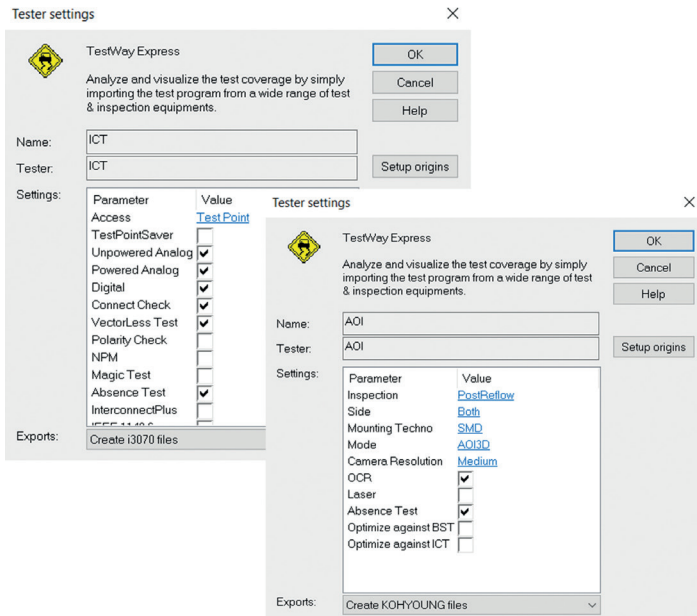 Tester settings
TestWay Express
Analyze and visualize the test coverage by simply
importing the test program from a wide range of test
& inspection equipments.
OK
Cancel
Help
Name:
ICT
Tester:
ICT
Setup origins
Settings:
Parameter Value
Access Test Point
TestPointSaver
Unpowered Analog
Powered Analog
Digital
Connect Check
VectorLess Test
Polarity Check
NPM
Magic Test
Absence Test
InterconnectPlus
Exports:
Create i3070 files
Tester settings
TestWay Express
Analyze and visualize the test coverage by simply
importing the test program from a wide range of test
& inspection equipments.
OK
Cancel
Help
Name:
AOI
Tester:
AOI
Setup origins
Settings:
Parameter Value
Inspection PostReflow
Side Both
Mounting Techno SMD
Mode AOI3D
Camera Resolution Medium
OCR
Laser
Absence Test
Optimize against BST
Optimize against ICT
Exports:
Create KOHYOUNG files